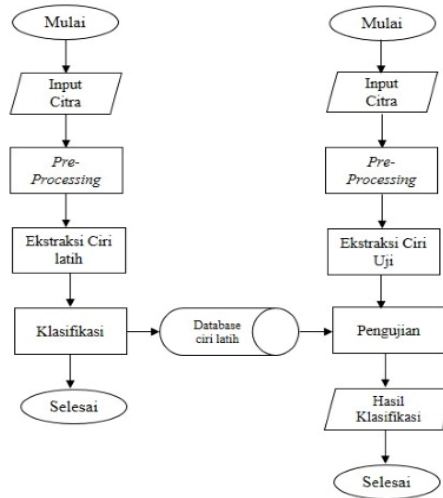 Mulai
Input
Citra
Pre-
Processing
Ekstraksi Ciri
latih
Klasifikasi
Selesai
Database
ciri latih
Mulai
Input
Citra
Pre-
Processing
Ekstraksi Ciri
Uji
Pengujian
Hasil
Klasifikasi
Selesai